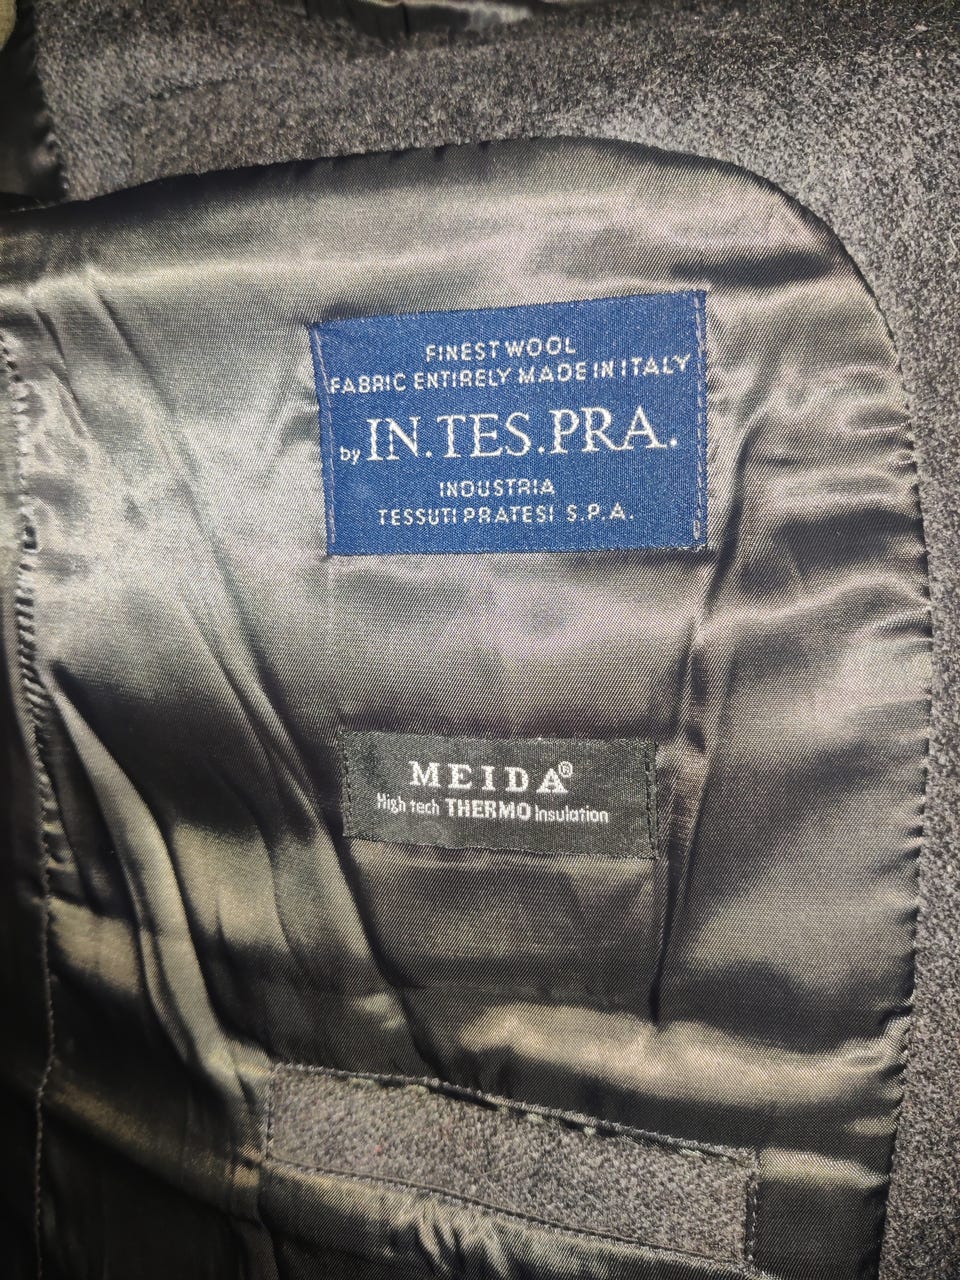 FINEST WOOL
FABRIC ENTIRELY MADE IN ITALY
by IN.TES.PRA.
INDUSTRIA
TESSUTI PRATESI S.P.A.
MEIDA®
High tech THERMO Insulation